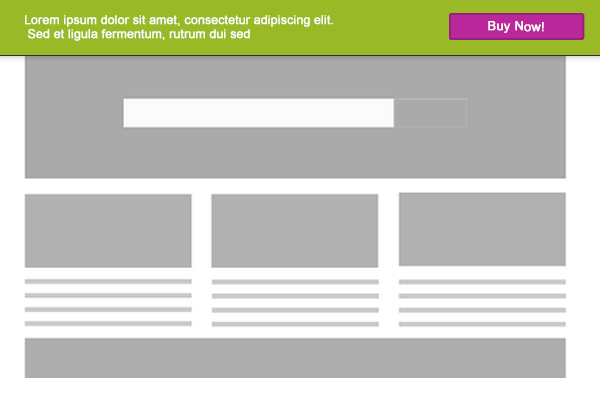 Lorem ipsum dolor sit amet, consectetur adipiscing elit.
Sed et ligula fermentum, rutrum dui sed
Buy Now!